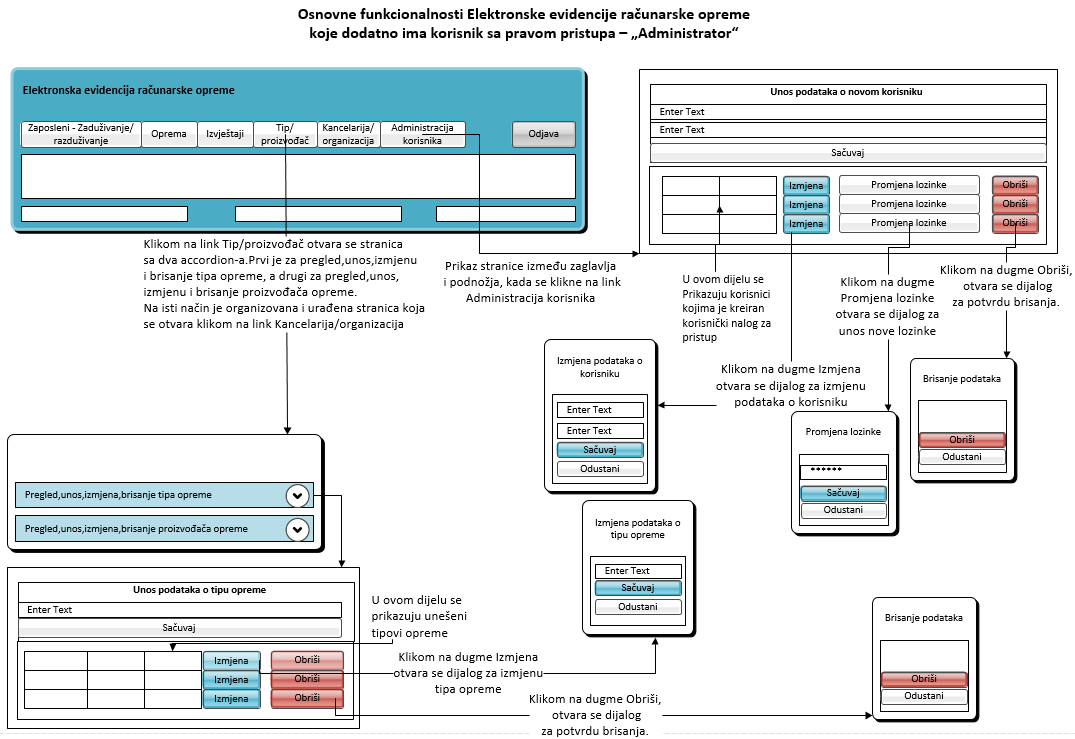 Osnovne funkcionalnosti Elektronske evidencije računarske opreme
koje dodatno ima korisnik sa pravom pristupa – „Administrator“
Elektronska evidencija računarske opreme
Zaposleni - Zaduživanje/
razduživanje
Oprema
Izvještaji
Tip/
proizvođač
Kancelarija/
organizacija
Administracija
korisnika
Odjava
Unos podataka o novom korisniku
Enter Text
Enter Text
Sačuvaj
Izmjena
Promjena lozinke
Obriši
Izmjena
Promjena lozinke
Obriši
Izmjena
Promjena lozinke
Obriši
Klikom na link Tip/proizvođač otvara se stranica
sa dva accordion-a.Prvi je za pregled,unos,izmjenu
i brisanje tipa opreme, a drugi za pregled,unos,
izmjenu i brisanje proizvođača opreme.
Na isti način je organizovana i urađena stranica koja
se otvara klikom na link Kancelarija/organizacija
Prikaz stranice između zaglavlja
i podnožja, kada se klikne na link
Administracija korisnika
U ovom dijelu se
Prikazuju korisnici
kojima je kreiran
korisnički nalog za
pristup
Klikom na dugme
Promjena lozinke
otvara se dijalog za
unos nove lozinke
Klikom na dugme Obriši,
otvara se dijalog
za potvrdu brisanja.
Klikom na dugme Izmjena
otvara se dijalog za izmjenu
podataka o korisniku
Izmjena podataka o
korisniku
Enter Text
Enter Text
Sačuvaj
Odustani
Promjena lozinke
******
Sačuvaj
Odustani
Brisanje podataka
Obriši
Odustani
Pregled,unos,izmjena,brisanje tipa opreme
Pregled,unos,izmjena,brisanje proizvođača opreme
Izmjena podataka o
tipu opreme
Enter Text
Sačuvaj
Odustani
Unos podataka o tipu opreme
Enter Text
Sačuvaj
Izmjena
Obriši
Izmjena
Obriši
Izmjena
Obriši
U ovom dijelu se
prikazuju unešeni
tipovi opreme
Klikom na dugme Izmjena
otvara se dijalog za izmjenu
tipa opreme
Klikom na dugme Obriši,
otvara se dijalog
za potvrdu brisanja.
Brisanje podataka
Obriši
Odustani